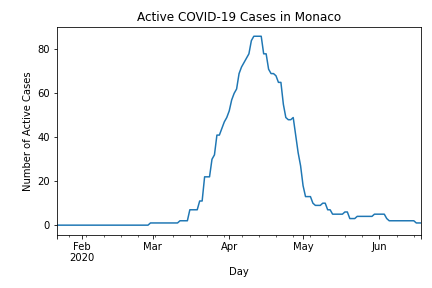 Active COVID-19 Cases in Monaco
Number of Active Cases
80
60
40
20
0
Feb Mar Apr May Jun
2020
Day